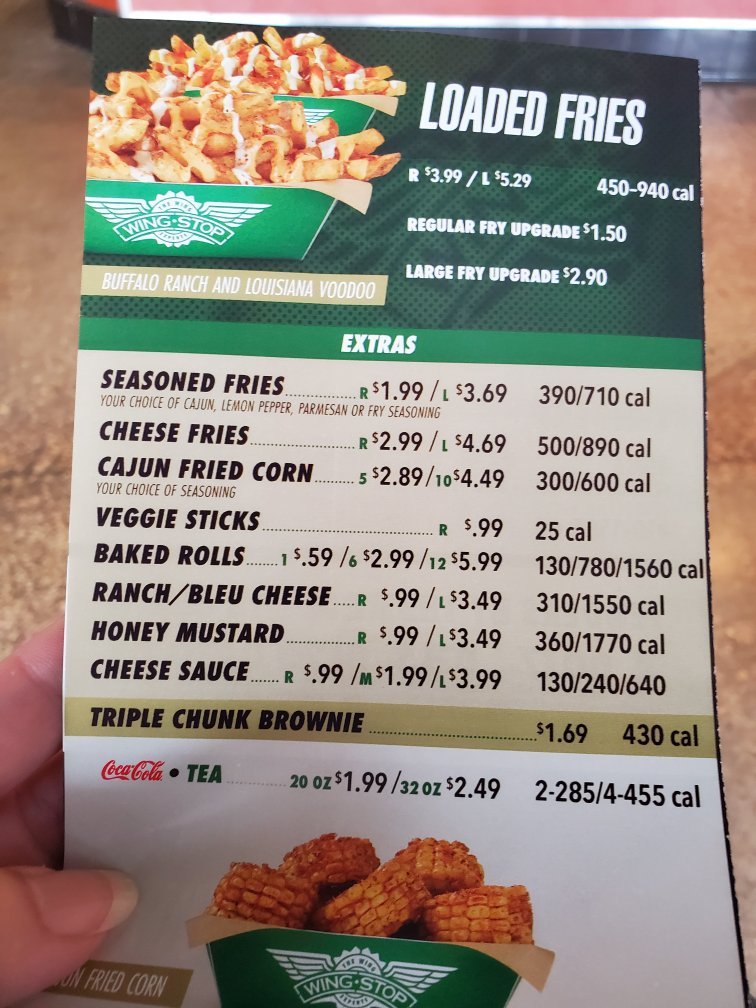 THE WING
WING·STOP
EXPERTS
BUFFALO RANCH AND LOUISIANA VOODOO
LOADED FRIES
R $3.99 / L $5.29 450-940 cal
REGULAR FRY UPGRADE $1.50
LARGE FRY UPGRADE $2.90
EXTRAS
SEASONED FRIES R $1.99 / L $3.69 390/710 cal
YOUR CHOICE OF CAJUN, LEMON PEPPER, PARMESAN OR FRY SEASONING
CHEESE FRIES R $2.99 / L $4.69 500/890 cal
CAJUN FRIED CORN 5 $2.89/10 $4.49 300/600 cal
YOUR CHOICE OF SEASONING
VEGGIE STICKS R $.99 25 cal
BAKED ROLLS 1 $.59 /6 $2.99 /12 $5.99 130/780/1560 cal
RANCH/BLEU CHEESE R $.99 / L $3.49 310/1550 cal
HONEY MUSTARD R $.99 / L $3.49 360/1770 cal
CHEESE SAUCE R $.99 /M $1.99/L $3.99 130/240/640
TRIPLE CHUNK BROWNIE $1.69 430 cal
Coca-Cola • TEA 20 OZ $1.99/32 OZ $2.49 2-285/4-455 cal
THE WING
WING·STOP
EXPERTS
FRIED CORN